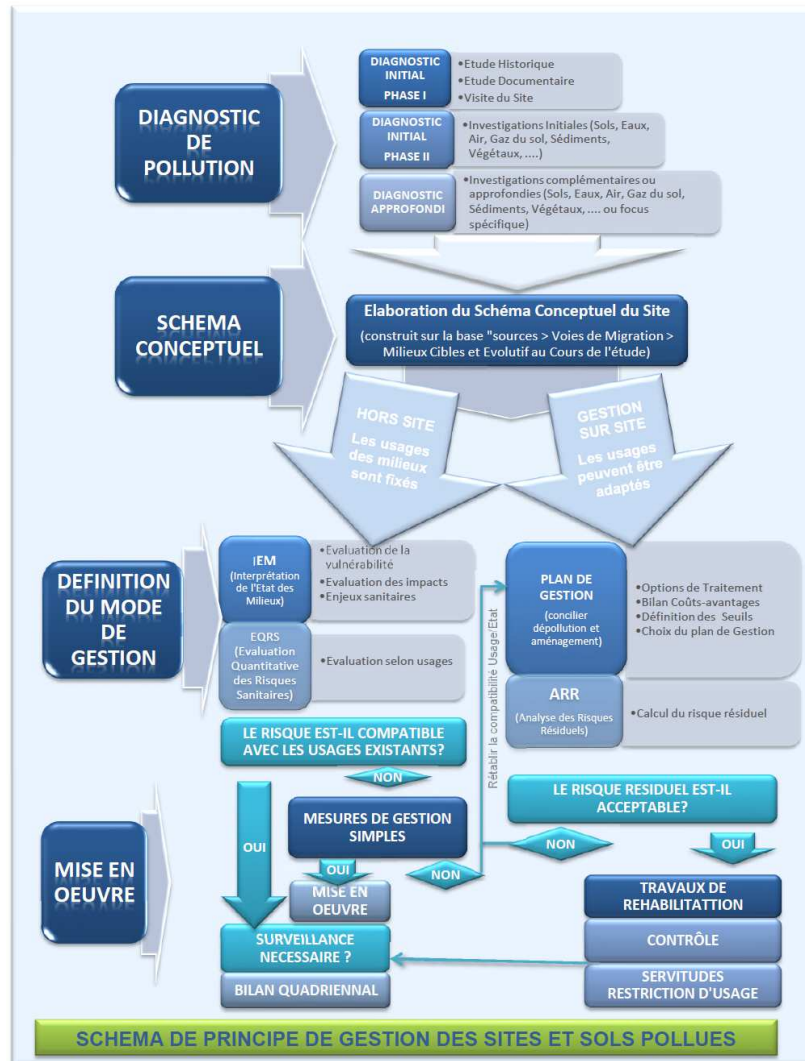 DIAGNOSTIC
DE
POLLUTION
DIAGNOSTIC
INITIAL
PHASE I
•Etude Historique
•Etude Documentaire
•Visite du Site
DIAGNOSTIC
INITIAL
PHASE II
•Investigations Initiales (Sols, Eaux,
Air, Gaz du sol, Sédiments,
Végétaux, ....)
DIAGNOSTIC
APPROFONDI
•Investigations complémentaires ou
approfondies (Sols, Eaux, Air, Gaz du sol,
Sédiments, Végétaux, .... ou focus
spécifique)
SCHEMA
CONCEPTUEL
Elaboration du Schéma Conceptuel du Site
(construit sur la base "sources > Voies de Migration >
Milieux Cibles et Evolutif au Cours de l'étude)
HORS SITE
Les usages
des milieux
sont fixés
GESTION
SUR SITE
Les usages
peuvent être
adaptés
DEFINITION
DU MODE
DE
GESTION
IEM
(Interprétation
de l'Etat des
Milieux)
•Evaluation de la
vulnérabilité
•Evaluation des impacts
•Enjeux sanitaires
EQRS
(Evaluation
Quantitative
des Risques
Sanitaires)
•Evaluation selon usages
Rétablir la compatibilité Usage/Etat
PLAN DE
GESTION
(concilier
dépollution et
aménagement)
•Options de Traitement
•Bilan Coûts-avantages
•Définition des Seuils
•Choix du plan de Gestion
ARR
(Analyse des Risques
Résiduels)
•Calcul du risque résiduel
LE RISQUE EST-IL COMPATIBLE
AVEC LES USAGES EXISTANTS?
NON
LE RISQUE RESIDUEL EST-IL
ACCEPTABLE?
MISE EN
OEUVRE
OUI
MESURES DE GESTION
SIMPLES
OUI
NON
NON
OUI
MISE EN
OEUVRE
TRAVAUX DE
REHABILITATTION
CONTRÔLE
SERVITUDES
RESTRICTION D'USAGE
SURVEILLANCE
NECESSAIRE ?
BILAN QUADRIENNAL
SCHEMA DE PRINCIPE DE GESTION DES SITES ET SOLS POLLUES